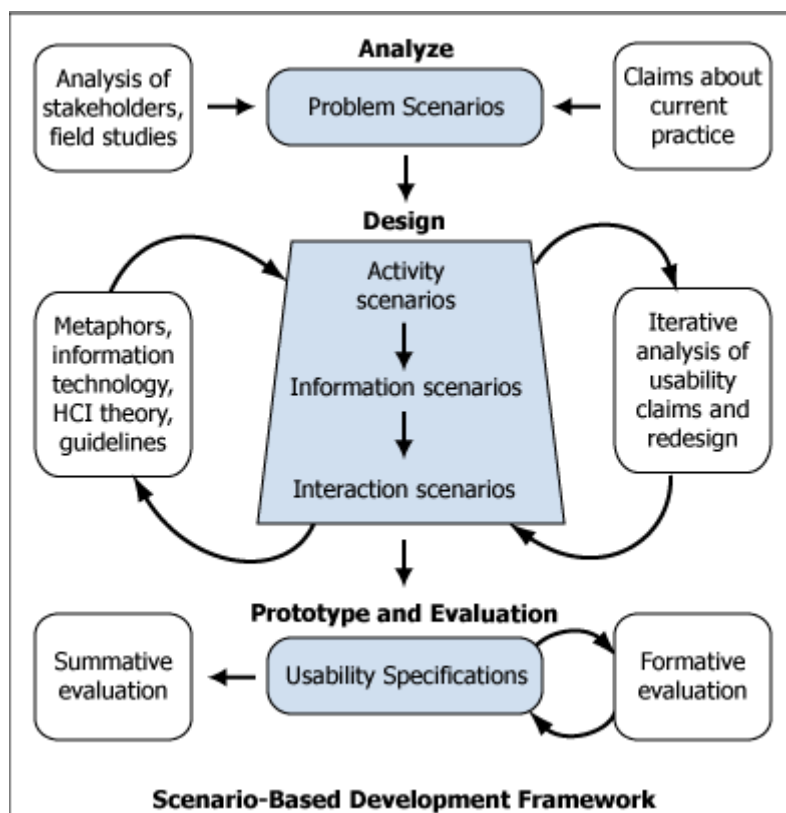 Analyze
Analysis of
stakeholders,
field studies
Problem Scenarios
Claims about
current
practice
Design
Metaphors,
information
technology,
HCI theory,
guidelines
Activity
scenarios
Information scenarios
Interaction scenarios
Iterative
analysis of
usability
claims and
redesign
Prototype and Evaluation
Summative
evaluation
Usability Specifications
Formative
evaluation
Scenario-Based Development Framework